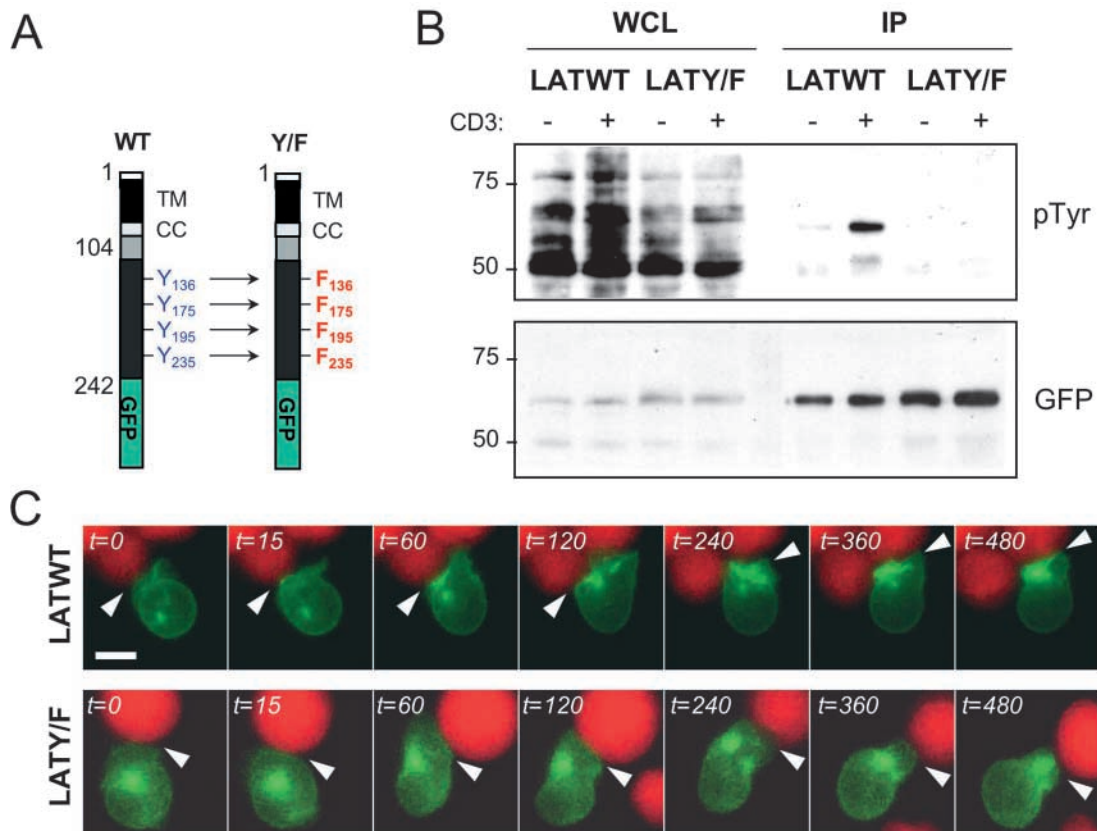 A
WT
Y/F
1
1
TM
TM
CC
CC
104
Y136
F136
Y175
F175
Y195
F195
Y235
F235
242
GFP
GFP
B
WCL
IP
LATWT LATY/F LATWT LATY/F
CD3: - + - + - + - +
75
50
pTyr
75
50
GFP
C
LATWT
t=0 t=15 t=60 t=120 t=240 t=360 t=480
LATY/F
t=0 t=15 t=60 t=120 t=240 t=360 t=480